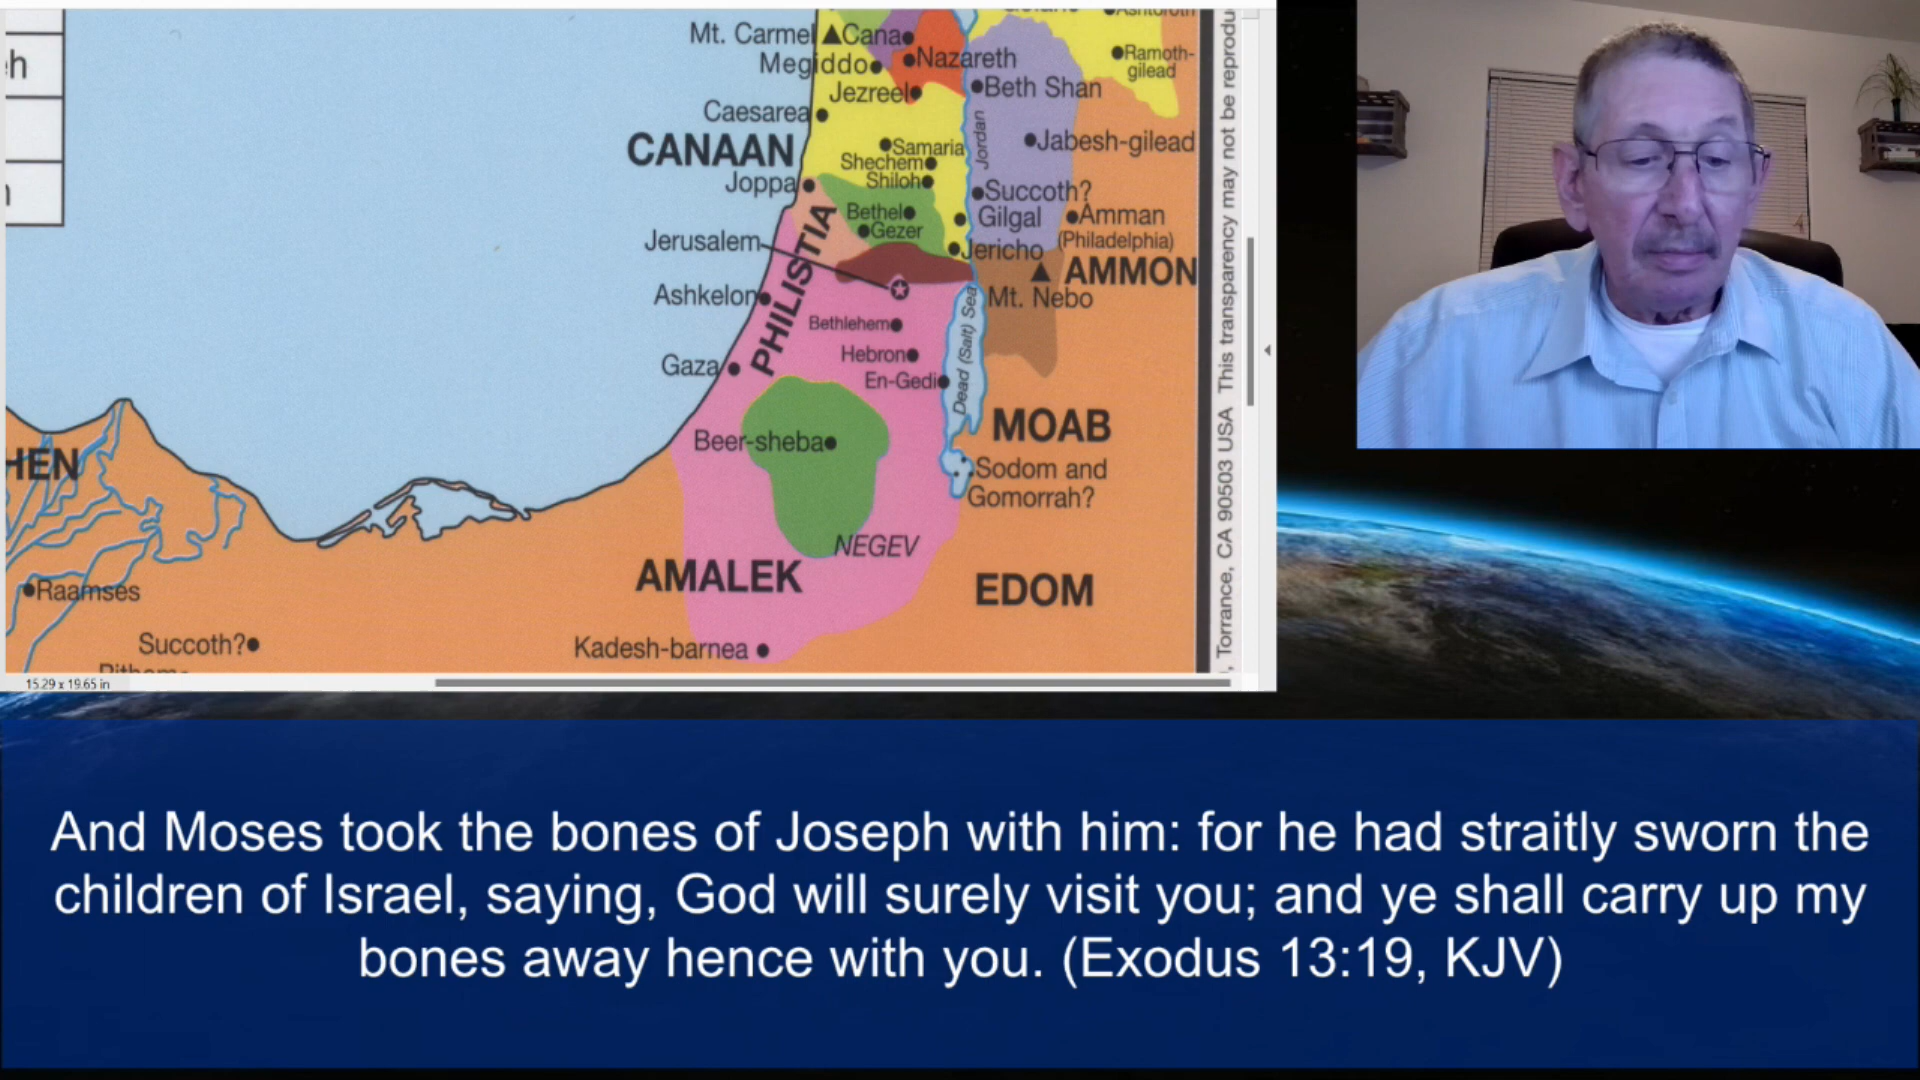 h
Mt. Carmel
Cana
Ramoth-
gilead
Nazareth
Megiddo
Beth Shan
Jezreel
Caesarea
Jordan
CANAAN
Samaria
Jabesh-gilead
Shechem
Shiloh
Joppa
Succoth?
Bethel
Gilgal
Amman
(Philadelphia)
Gezer
PHILISTIA
Jerusalem
Jericho
AMMON
Mt. Nebo
Ashkelon
Bethlehem
Dead (Salt) Sea
Hebron
Gaza
En-Gedi
MOAB
Beer-sheba
HEN
Sodom and
Gomorrah?
NEGEV
AMALEK
EDOM
Raamses
Succoth?
Kadesh-barnea
, Torrance, CA 90503 USA This transparency may not be reprodu
15.29 x 19.65 in
And Moses took the bones of Joseph with him: for he had straitly sworn the
children of Israel, saying, God will surely visit you; and ye shall carry up my
bones away hence with you. (Exodus 13:19, KJV)